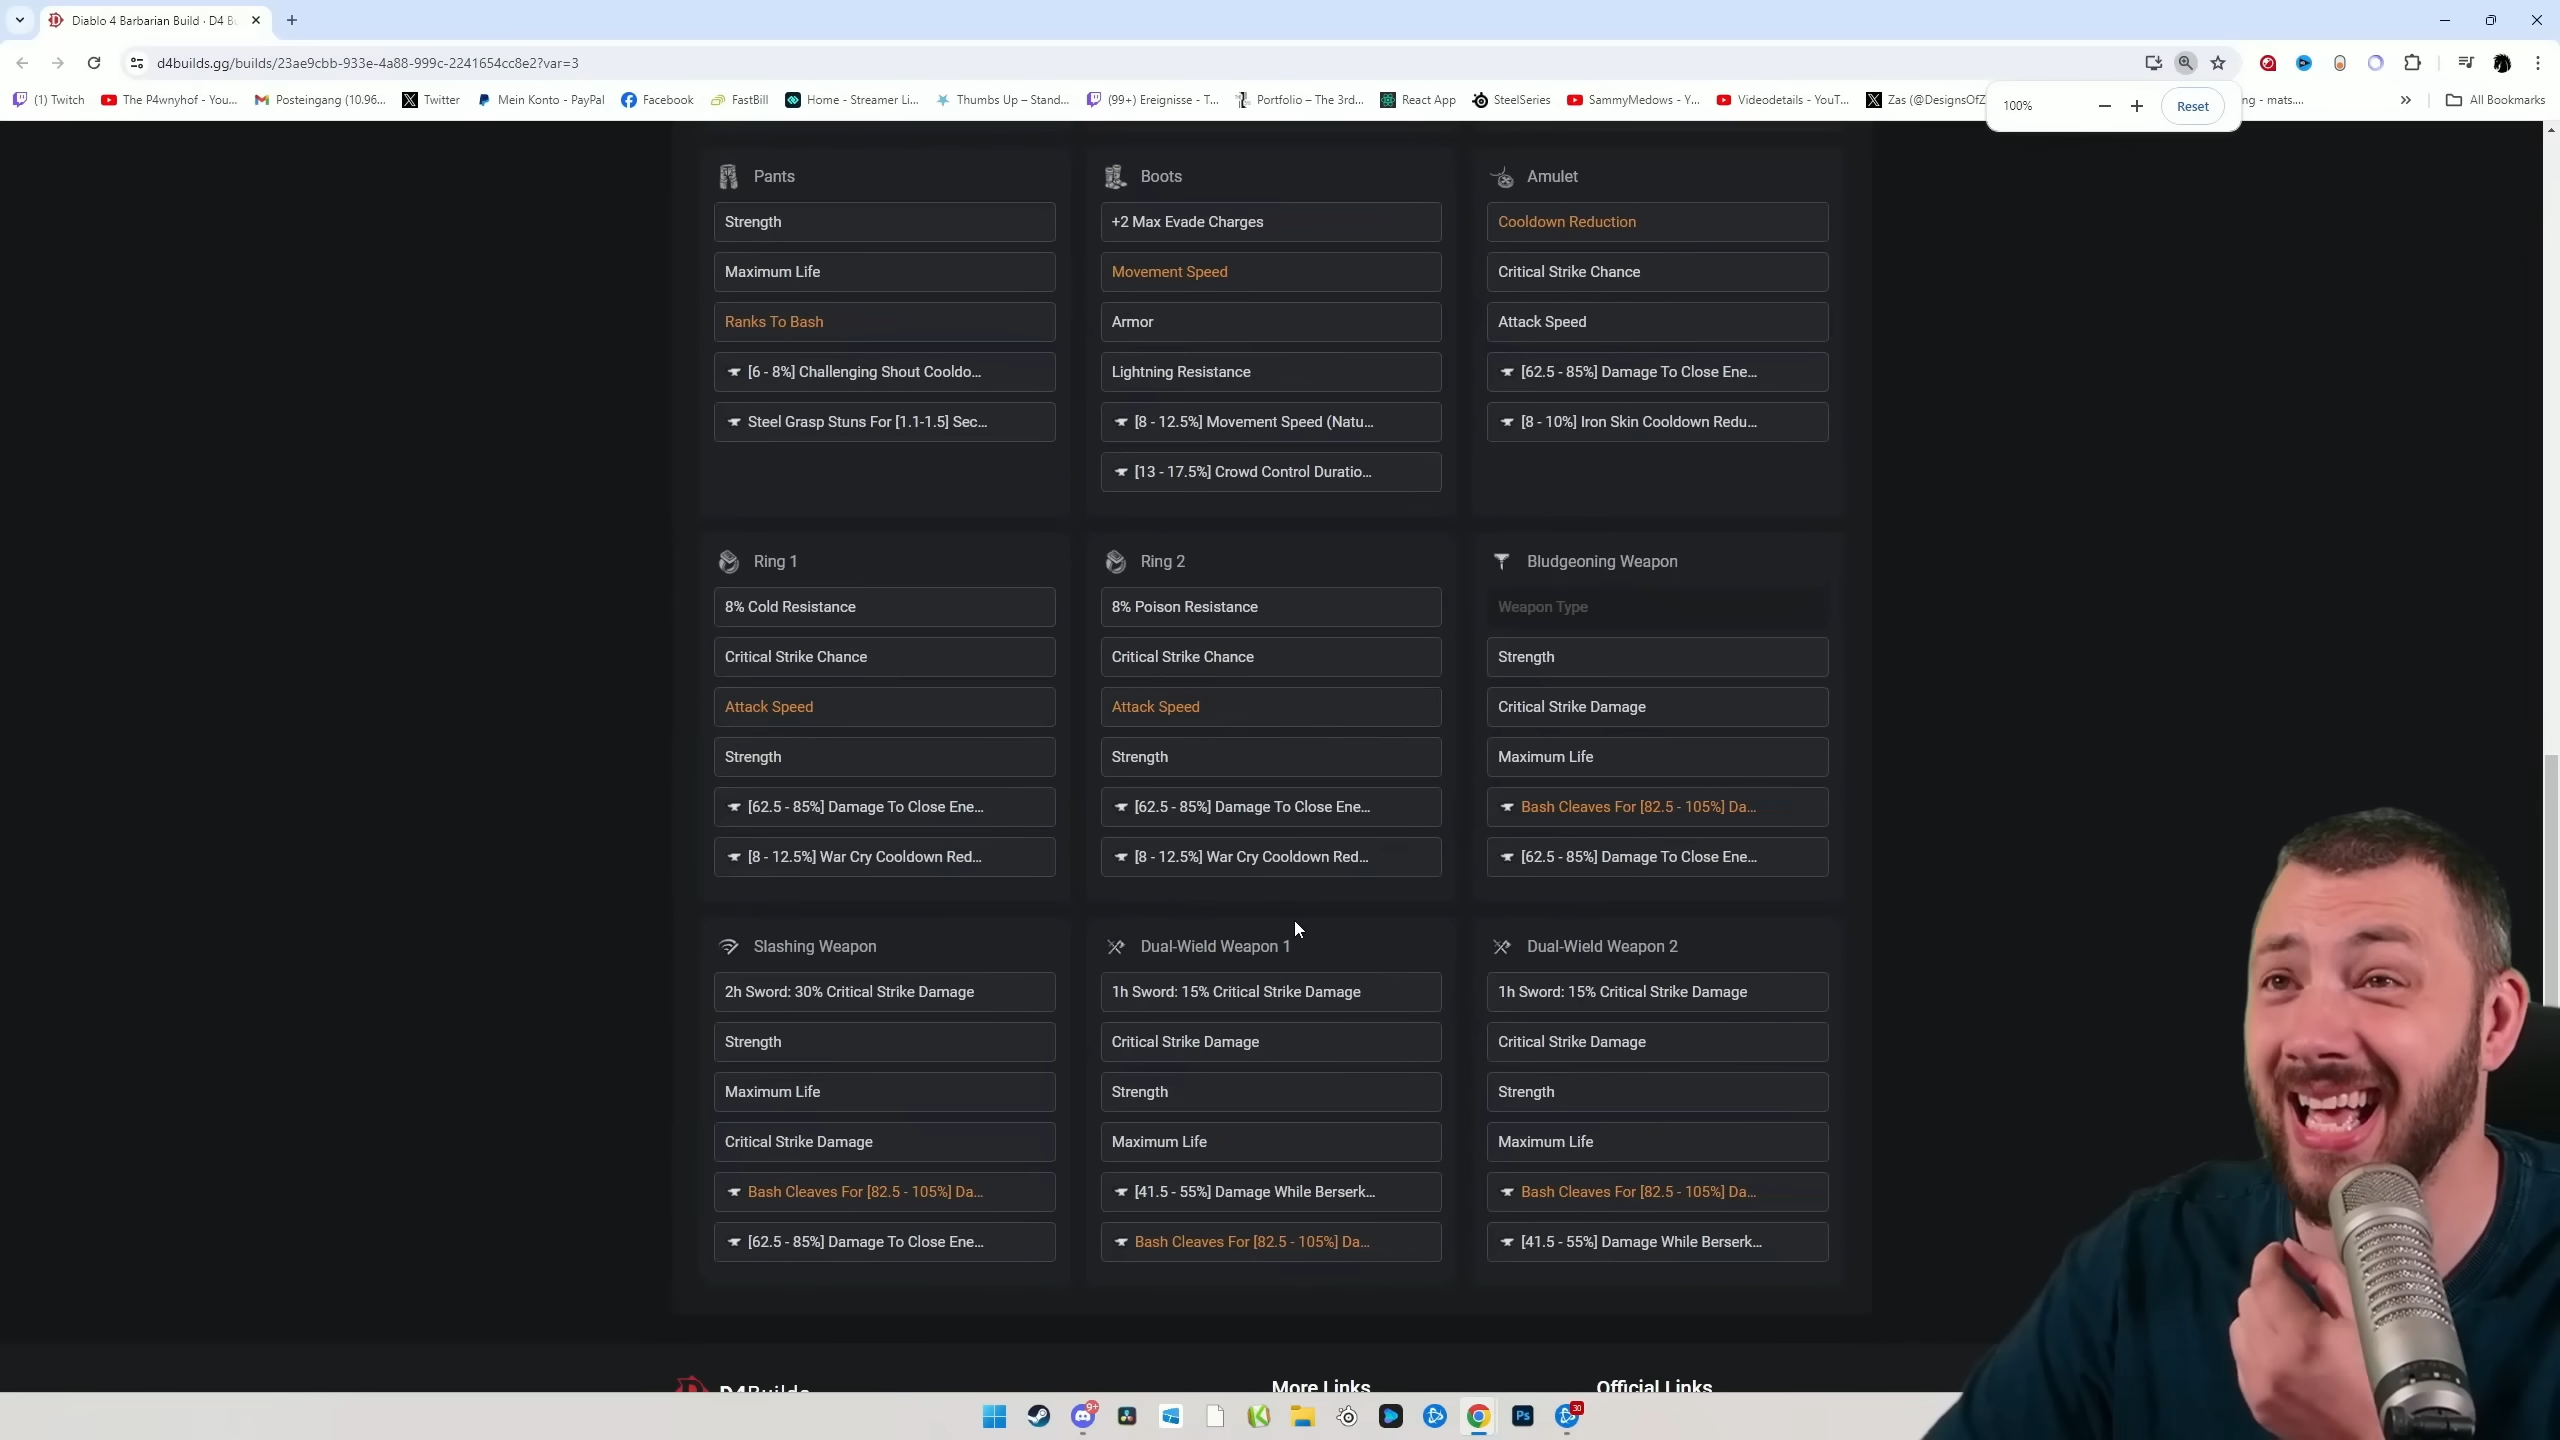 Diablo 4 Barbarian Build · D4 B
d4builds.gg/builds/23ae9cbb-933e-4a88-999c-2241654cc8e2?var=3
(1) Twitch
The P4wnyhof - You...
Posteingang (10.96...
Twitter
Mein Konto - PayPal
Facebook
FastBill
Home - Streamer Li...
Thumbs Up – Stand...
(99+) Ereignisse - T...
Portfolio – The 3rd...
React App
SteelSeries
SammyMedows - Y...
Videodetails - YouT...
Zas (@DesignsOfZ
ng - mats....
All Bookmarks
100%
Reset
Pants
Strength
Maximum Life
Ranks To Bash
[6 - 8%] Challenging Shout Cooldo...
Steel Grasp Stuns For [1.1-1.5] Sec...
Boots
+2 Max Evade Charges
Movement Speed
Armor
Lightning Resistance
[8 - 12.5%] Movement Speed (Natu...
[13 - 17.5%] Crowd Control Duratio...
Amulet
Cooldown Reduction
Critical Strike Chance
Attack Speed
[62.5 - 85%] Damage To Close Ene...
[8 - 10%] Iron Skin Cooldown Redu...
Ring 1
8% Cold Resistance
Critical Strike Chance
Attack Speed
Strength
[62.5 - 85%] Damage To Close Ene...
[8 - 12.5%] War Cry Cooldown Red...
Ring 2
8% Poison Resistance
Critical Strike Chance
Attack Speed
Strength
[62.5 - 85%] Damage To Close Ene...
[8 - 12.5%] War Cry Cooldown Red...
Bludgeoning Weapon
Weapon Type
Strength
Critical Strike Damage
Maximum Life
Bash Cleaves For [82.5 - 105%] Da...
[62.5 - 85%] Damage To Close Ene...
Slashing Weapon
2h Sword: 30% Critical Strike Damage
Strength
Maximum Life
Critical Strike Damage
Bash Cleaves For [82.5 - 105%] Da...
[62.5 - 85%] Damage To Close Ene...
Dual-Wield Weapon 1
1h Sword: 15% Critical Strike Damage
Critical Strike Damage
Strength
Maximum Life
[41.5 - 55%] Damage While Berserk...
Bash Cleaves For [82.5 - 105%] Da...
Dual-Wield Weapon 2
1h Sword: 15% Critical Strike Damage
Critical Strike Damage
Strength
Maximum Life
Bash Cleaves For [82.5 - 105%] Da...
[41.5 - 55%] Damage While Berserk...
D4Builds
More Links
Official Links
9+
Ps
30